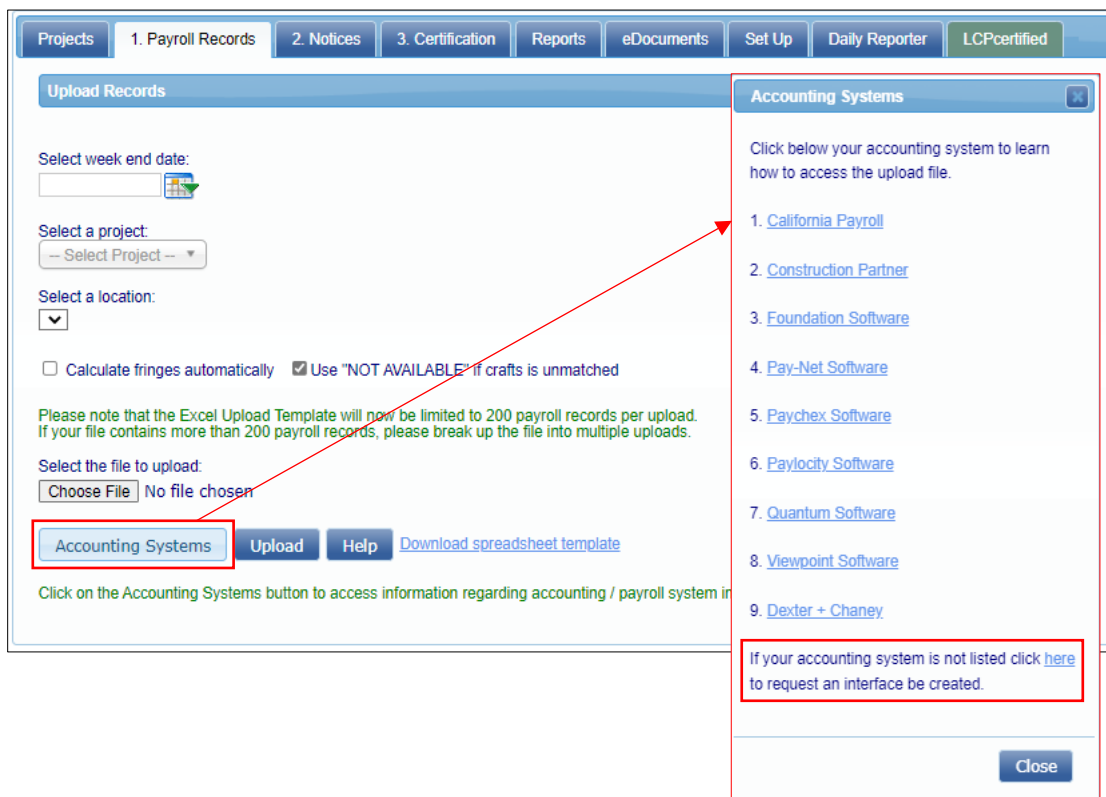 Projects 1. Payroll Records 2. Notices 3. Certification Reports eDocuments Set Up Daily Reporter LCPcertified
Upload Records
Select week end date:
Select a project:
-- Select Project --
Select a location:
Calculate fringes automatically Use "NOT AVAILABLE" if crafts is unmatched
Please note that the Excel Upload Template will now be limited to 200 payroll records per upload.
If your file contains more than 200 payroll records, please break up the file into multiple uploads.
Select the file to upload:
Choose File No file chosen
Accounting Systems Upload Help Download spreadsheet template
Click on the Accounting Systems button to access information regarding accounting / payroll system in
Accounting Systems
Click below your accounting system to learn
how to access the upload file.
1. California Payroll
2. Construction Partner
3. Foundation Software
4. Pay-Net Software
5. Paychex Software
6. Paylocity Software
7. Quantum Software
8. Viewpoint Software
9. Dexter + Chaney
If your accounting system is not listed click here
to request an interface be created.
Close